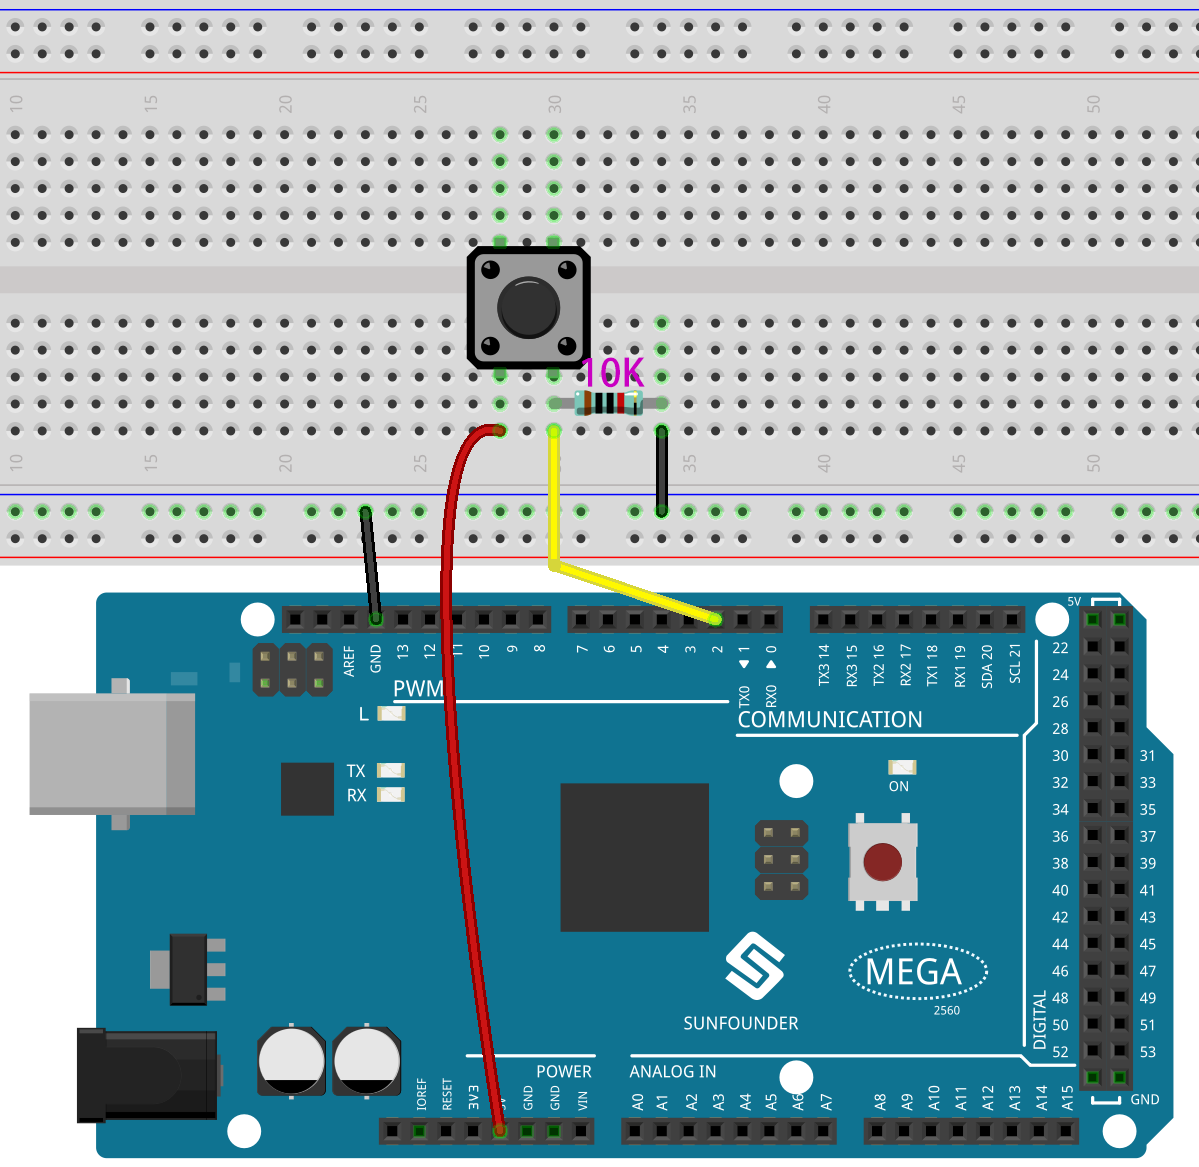 10 15 20 25 30 35 40 45 50
10K
10 15 20 25 35 40 45 50
5V
AREF GND 13 12 11 10 9 8 7 6 5 4 3 2 1 0 TX3 14 RX3 15 TX2 16 RX2 17 TX1 18 RX1 19 SDA 20 SCL 21
TX0 RX0
PWM
L
COMMUNICATION
TX
RX
ON
22
24
26
28
30 31
32 33
34 35
36 37
38 39
40 41
42 43
44 45
46 47
48 49
50 51
52 53
DIGITAL
MEGA
2560
SUNFOUNDER
POWER
ANALOG IN
IOREF RESET 3V3 GND GND VIN A0 A1 A2 A3 A4 A5 A6 A7 A8 A9 A10 A11 A12 A13 A14 A15
GND